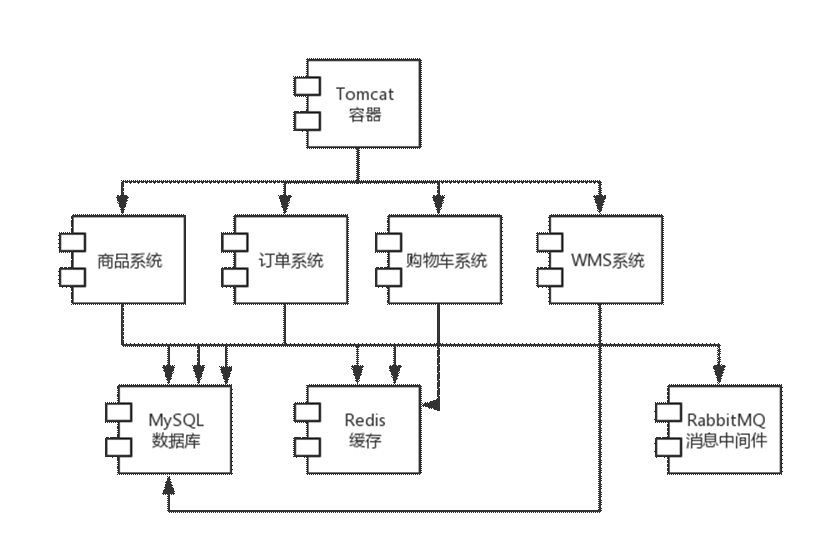 Tomcat
容器
商品系统
订单系统
购物车系统
WMS系统
MySQL
数据库
Redis
缓存
RabbitMQ
消息中间件